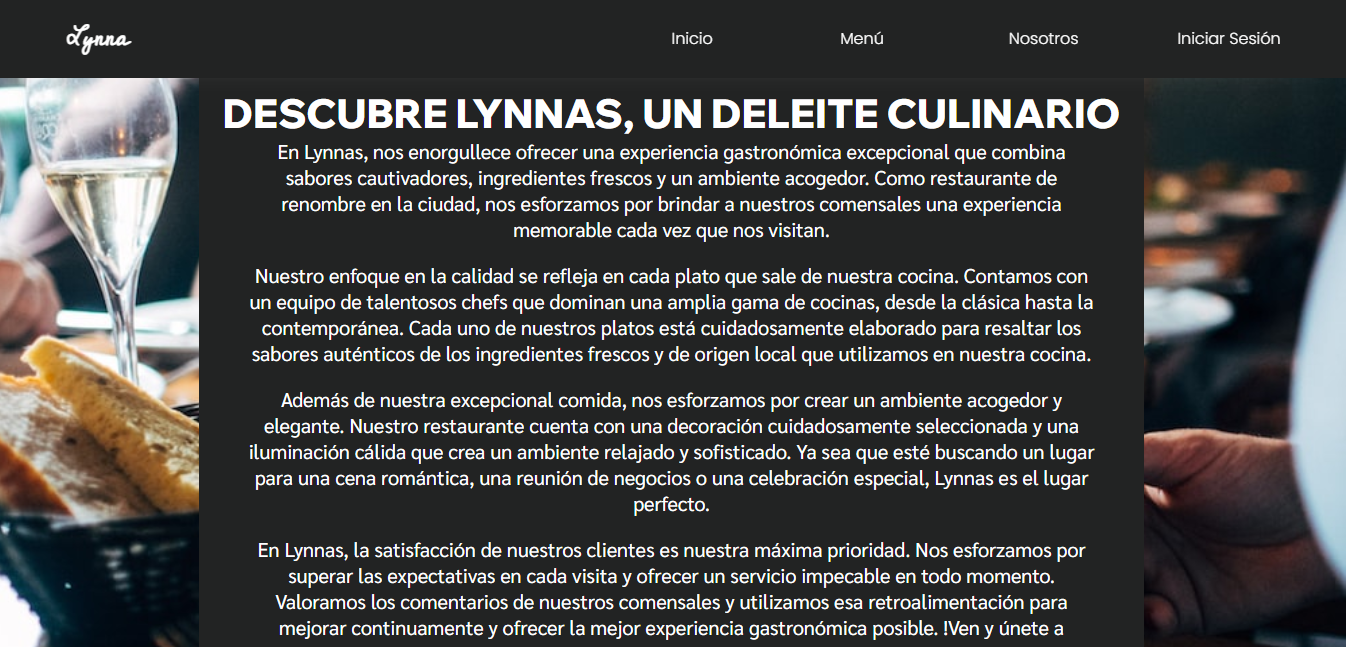 Lynna
Inicio
Menú
Nosotros
Iniciar Sesión
DESCUBRE LYNNAS, UN DELEITE CULINARIO
En Lynnas, nos enorgullece ofrecer una experiencia gastronómica excepcional que combina
sabores cautivadores, ingredientes frescos y un ambiente acogedor. Como restaurante de
renombre en la ciudad, nos esforzamos por brindar a nuestros comensales una experiencia
memorable cada vez que nos visitan.
Nuestro enfoque en la calidad se refleja en cada plato que sale de nuestra cocina. Contamos con
un equipo de talentosos chefs que dominan una amplia gama de cocinas, desde la clásica hasta la
contemporánea. Cada uno de nuestros platos está cuidadosamente elaborado para resaltar los
sabores auténticos de los ingredientes frescos y de origen local que utilizamos en nuestra cocina.
Además de nuestra excepcional comida, nos esforzamos por crear un ambiente acogedor y
elegante. Nuestro restaurante cuenta con una decoración cuidadosamente seleccionada y una
iluminación cálida que crea un ambiente relajado y sofisticado. Ya sea que esté buscando un lugar
para una cena romántica, una reunión de negocios o una celebración especial, Lynnas es el lugar
perfecto.
En Lynnas, la satisfacción de nuestros clientes es nuestra máxima prioridad. Nos esforzamos por
superar las expectativas en cada visita y ofrecer un servicio impecable en todo momento.
Valoramos los comentarios de nuestros comensales y utilizamos esa retroalimentación para
mejorar continuamente y ofrecer la mejor experiencia gastronómica posible. !Ven y únete a